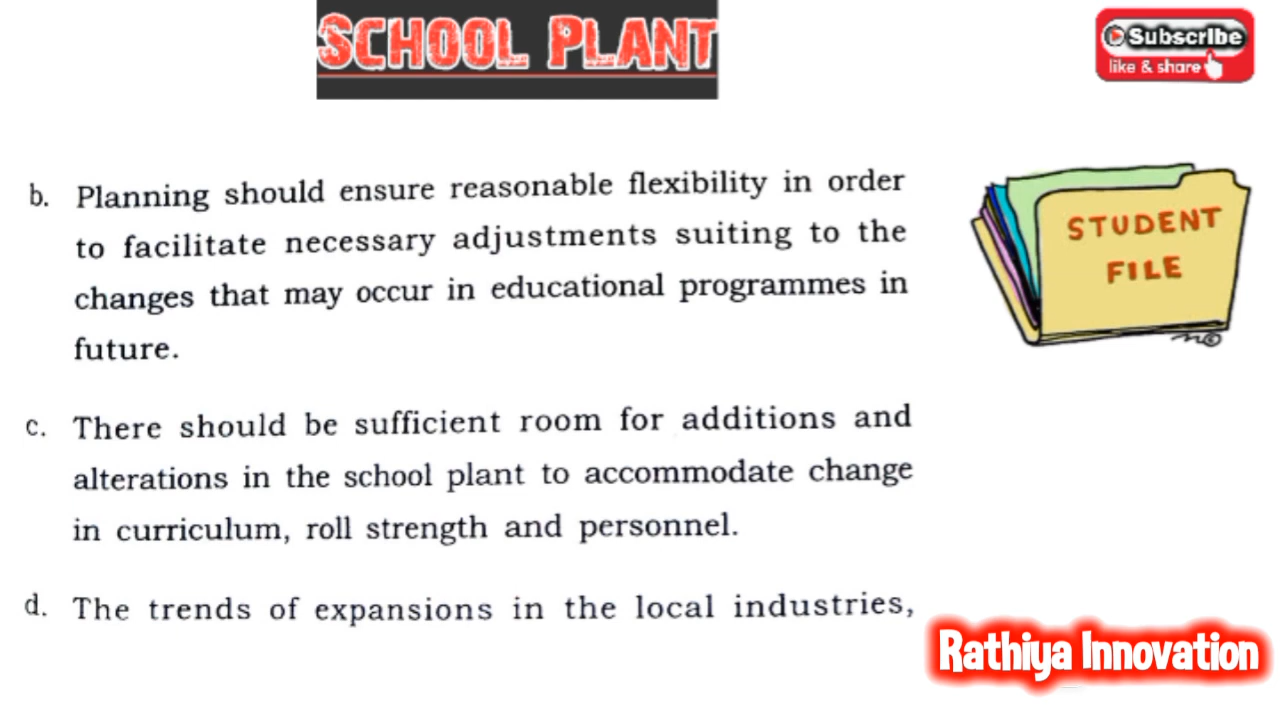 SCHOOL PLANT
Subscribe
like & share
b. Planning should ensure reasonable flexibility in order
to facilitate necessary adjustments suiting to the
changes that may occur in educational programmes in
future.
STUDENT
FILE
c. There should be sufficient room for additions and
alterations in the school plant to accommodate change
in curriculum, roll strength and personnel.
d. The trends of expansions in the local industries,
Rathiya Innovation